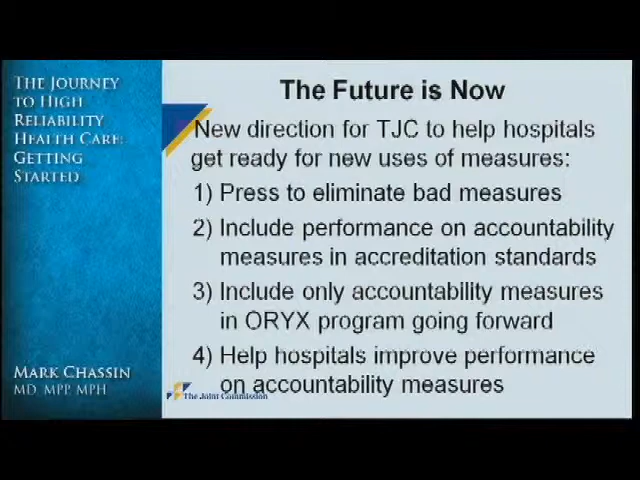 THE JOURNEY
TO HIGH
RELIABILITY
HEALTH CARE:
GETTING
STARTED
MARK CHASSIN
MD, MPP, MPH
The Future is Now
New direction for TJC to help hospitals
get ready for new uses of measures:
1) Press to eliminate bad measures
2) Include performance on accountability
measures in accreditation standards
3) Include only accountability measures
in ORYX program going forward
4) Help hospitals improve performance
on accountability measures
The Joint Commission